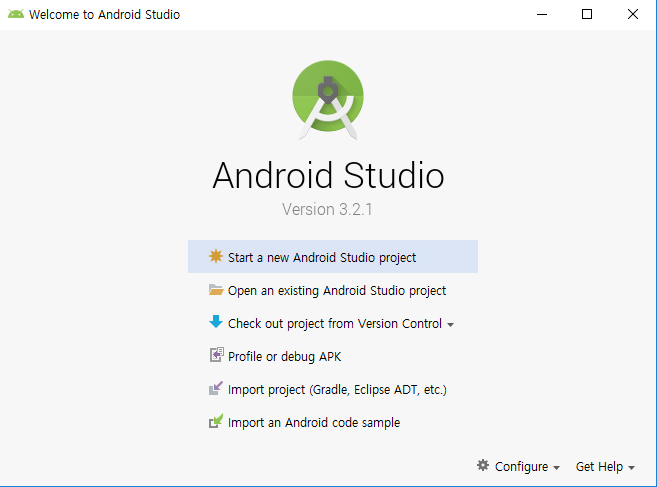 Welcome to Android Studio
Android Studio
Version 3.2.1
Start a new Android Studio project
Open an existing Android Studio project
Check out project from Version Control
Profile or debug APK
Import project (Gradle, Eclipse ADT, etc.)
Import an Android code sample
Configure Get Help